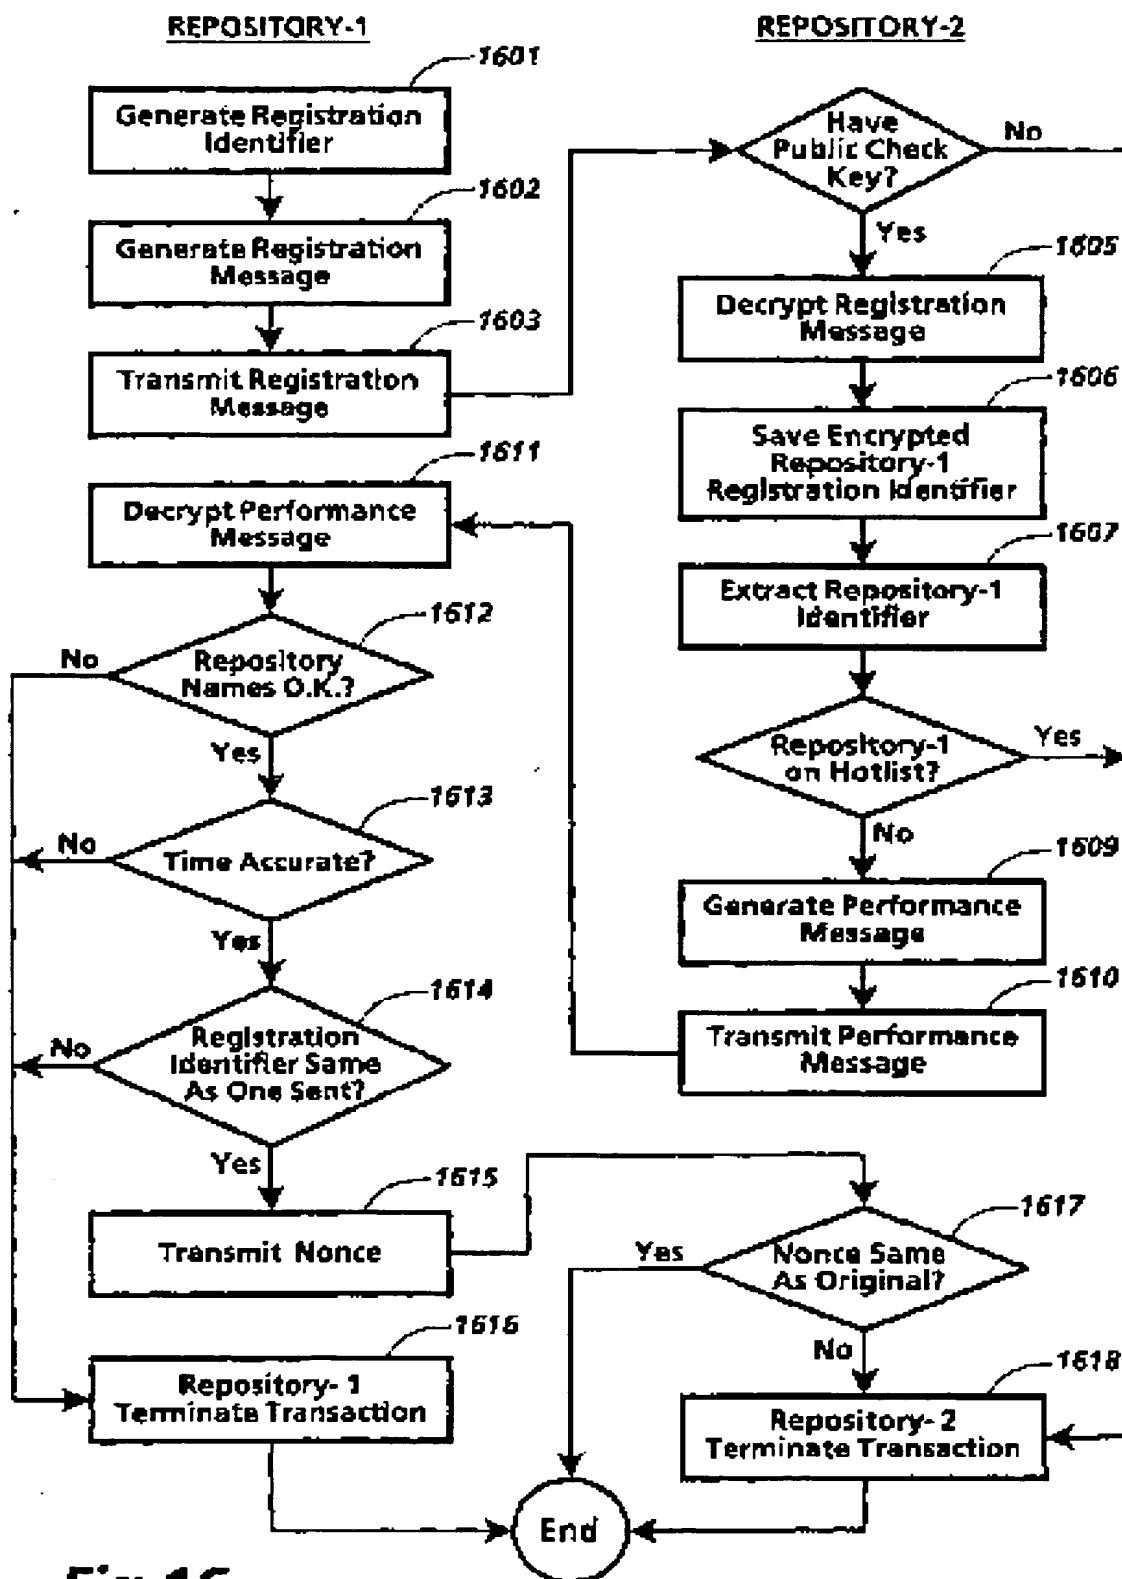 REPOSITORY-1
1601
Generate Registration
Identifier
1602
Generate Registration
Message
1603
Transmit Registration
Message
1611
Decrypt Performance
Message
1612
Repository
Names O.K.?
No
Yes
1613
Time Accurate?
No
Yes
1614
Registration
Identifier Same
As One Sent?
No
Yes
1615
Transmit Nonce
1616
Repository-1
Terminate Transaction
REPOSITORY-2
Have
Public Check
Key?
No
Yes
1605
Decrypt Registration
Message
1606
Save Encrypted
Repository-1
Registration Identifier
1607
Extract Repository-1
Identifier
Repository-1
on Hotlist?
Yes
No
1609
Generate Performance
Message
1610
Transmit Performance
Message
1617
Nonce Same
As Original?
Yes
No
1618
Repository-2
Terminate Transaction
End